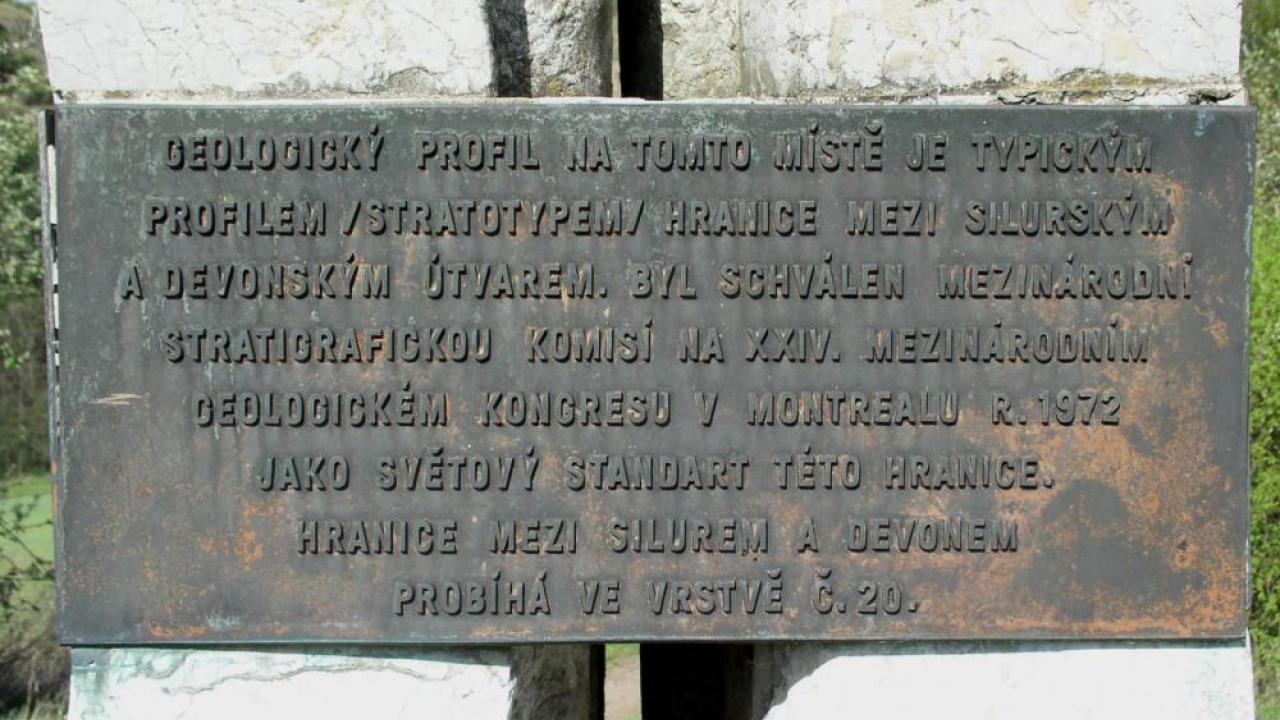 GEOLOGICKÝ PROFIL NA TOMTO MÍSTĚ JE TYPICKÝM
PROFILEM /STRATOTYPEM/ HRANICE MEZI SILURSKÝM
A DEVONSKÝM ÚTVAREM. BYL SCHVÁLEN MEZINÁRODNÍ
STRATIGRAFICKOU KOMISÍ NA XXIV. MEZINÁRODNÍM
GEOLOGICKÉM KONGRESU V MONTREALU R. 1972
JAKO SVĚTOVÝ STANDART TÉTO HRANICE.
HRANICE MEZI SILUREM A DEVONEM
PROBÍHÁ VE VRSTVĚ Č. 20.